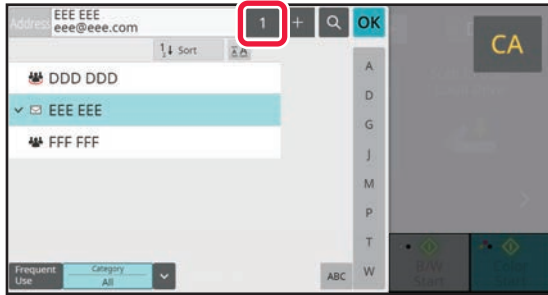 Address
EEE EEE
eee@eee.com
1
+
OK
CA
Sort
DDD DDD
EEE EEE
FFF FFF
A
D
G
J
M
P
T
W
Frequent
Use
Category
All
ABC
B/W
Start
Color
Start